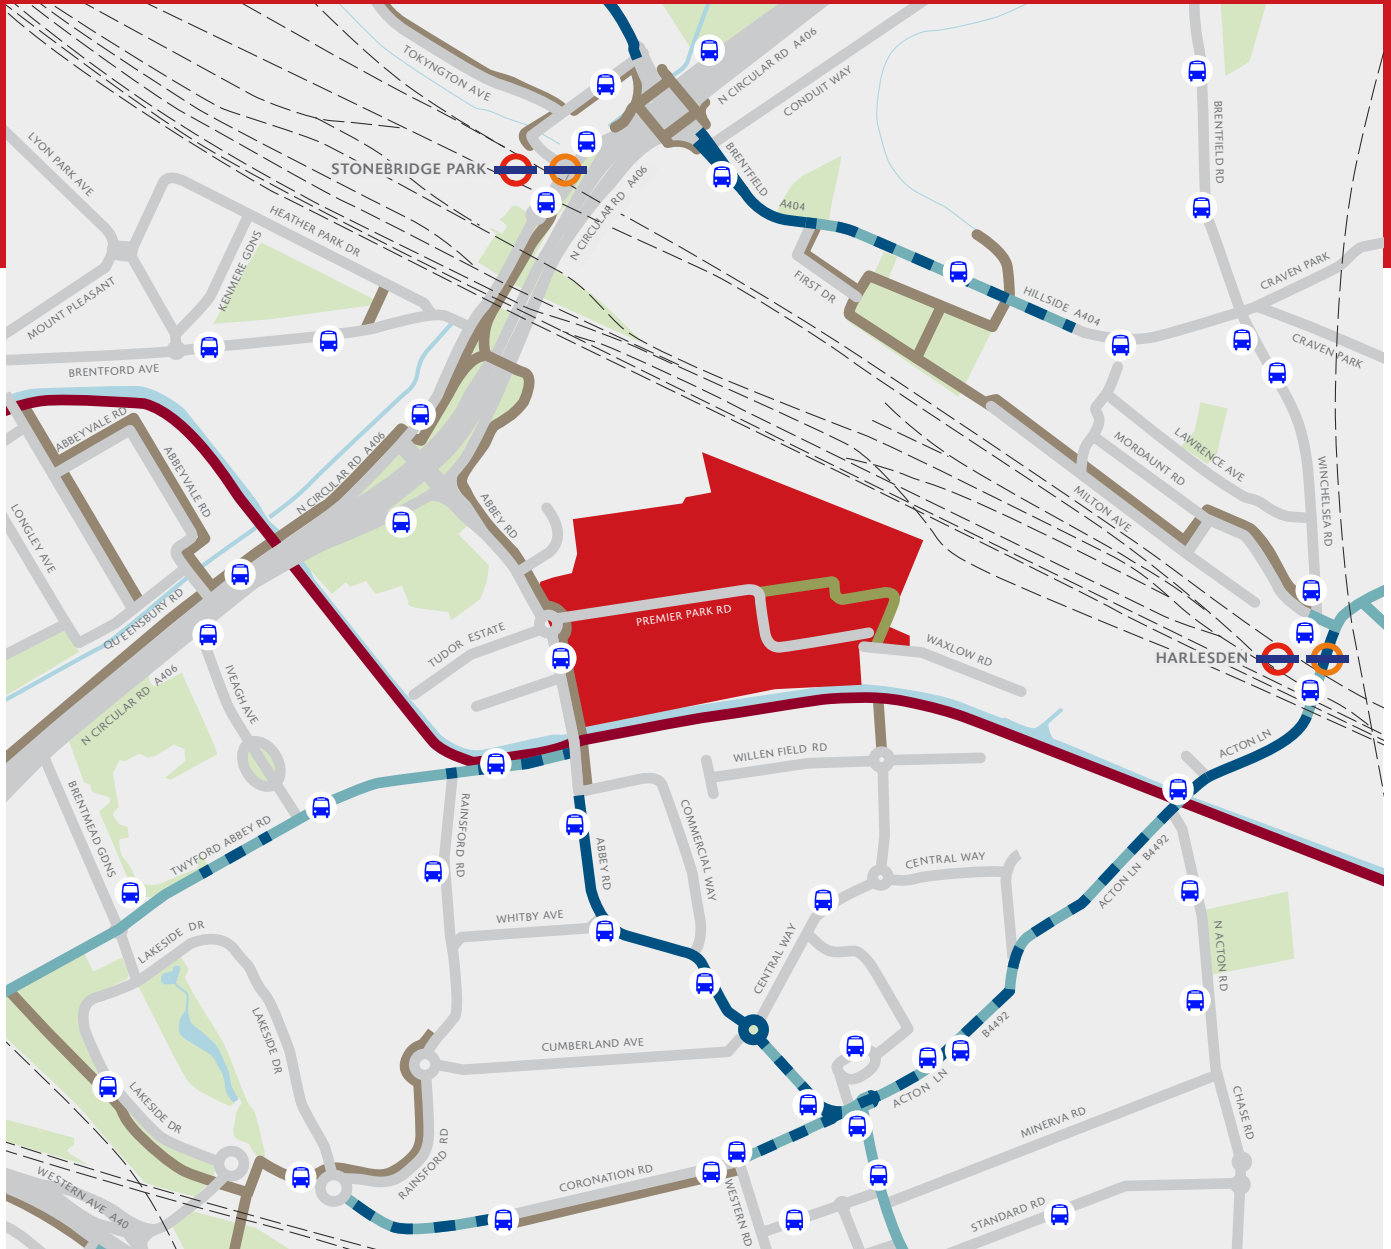 TOKYNGTON AVE
N CIRCULAR RD A406
CONDUIT WAY
BRENTFIELD RD
LYON PARK AVE
STONEBRIDGE PARK
BRENTFIELD
N CIRCULAR RD A406
A404
HEATHER PARK DR
KENMERE GDNS
MOUNT PLEASANT
FIRST DR
HILLSIDE A404
CRAVEN PARK
CRAVEN PARK
BRENTFORD AVE
ABBEYVALE RD
ABBEYVALE RD
N CIRCULAR RD A406
LAWRENCE AVE
MORDAUNT RD
MILTON AVE
WINCHELSEA RD
LONGLEY AVE
ABBEY RD
QUEENSBURY RD
PREMIER PARK RD
TUDOR ESTATE
WAXLOW RD
HARLESDEN
N CIRCULAR RD A406
IVEAGH AVE
WILLEN FIELD RD
ACTON LN
BRENTMEAD GDNS
TWYFORD ABBEY RD
RAINSFORD RD
ABBEY RD
COMMERCIAL WAY
CENTRAL WAY
ACTON LN B4492
LAKESIDE DR
WHITBY AVE
CENTRAL WAY
N ACTON RD
LAKESIDE DR
CUMBERLAND AVE
B4492
LAKESIDE DR
ACTON LN
MINERVA RD
CHASE RD
RAINSFORD RD
CORONATION RD
WESTERN AVE A40
WESTERN RD
STANDARD RD